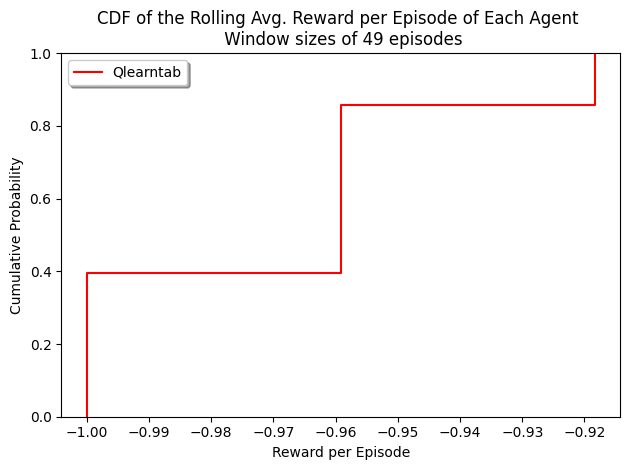 CDF of the Rolling Avg. Reward per Episode of Each Agent
Window sizes of 49 episodes
Qlearntab
Cumulative Probability
1.0
0.8
0.6
0.4
0.2
0.0
−1.00 −0.99 −0.98 −0.97 −0.96 −0.95 −0.94 −0.93 −0.92
Reward per Episode